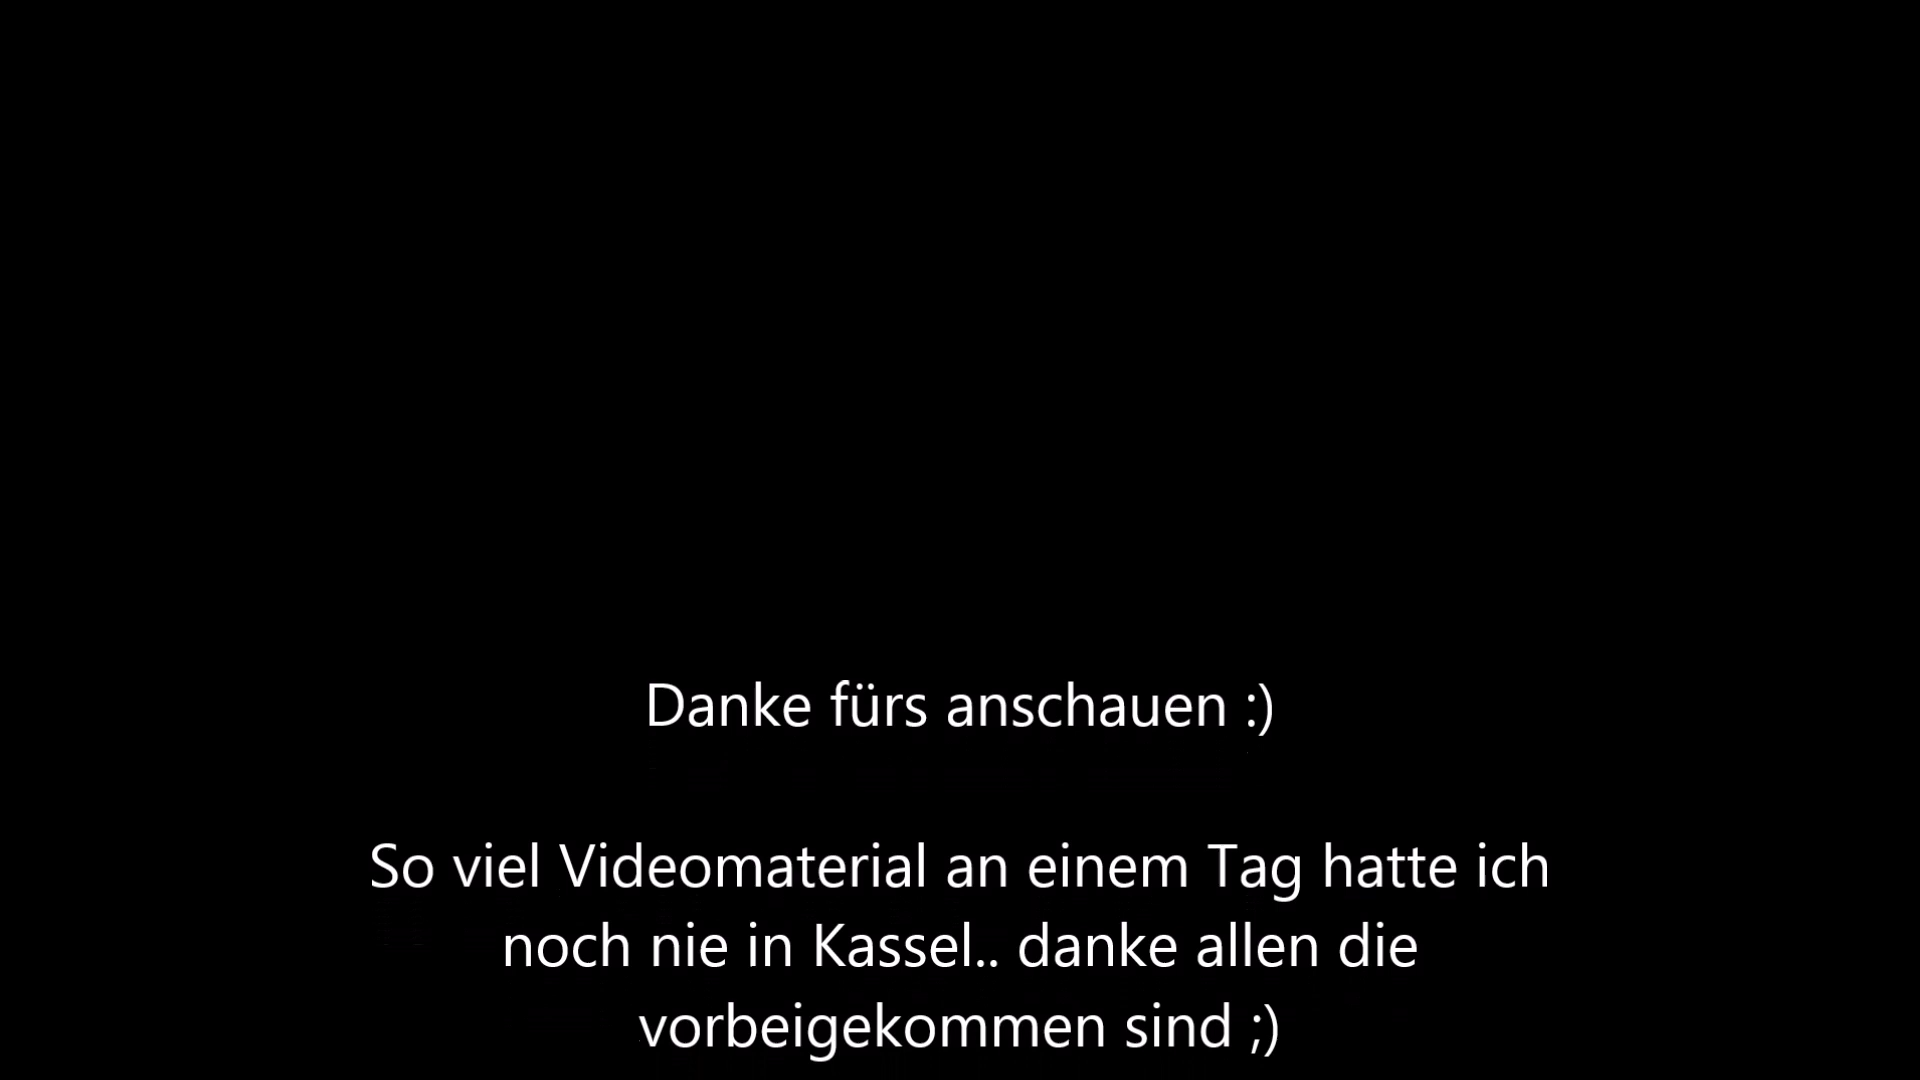 Danke fürs anschauen :)
So viel Videomaterial an einem Tag hatte ich
noch nie in Kassel.. danke allen die
vorbeigekommen sind ;)